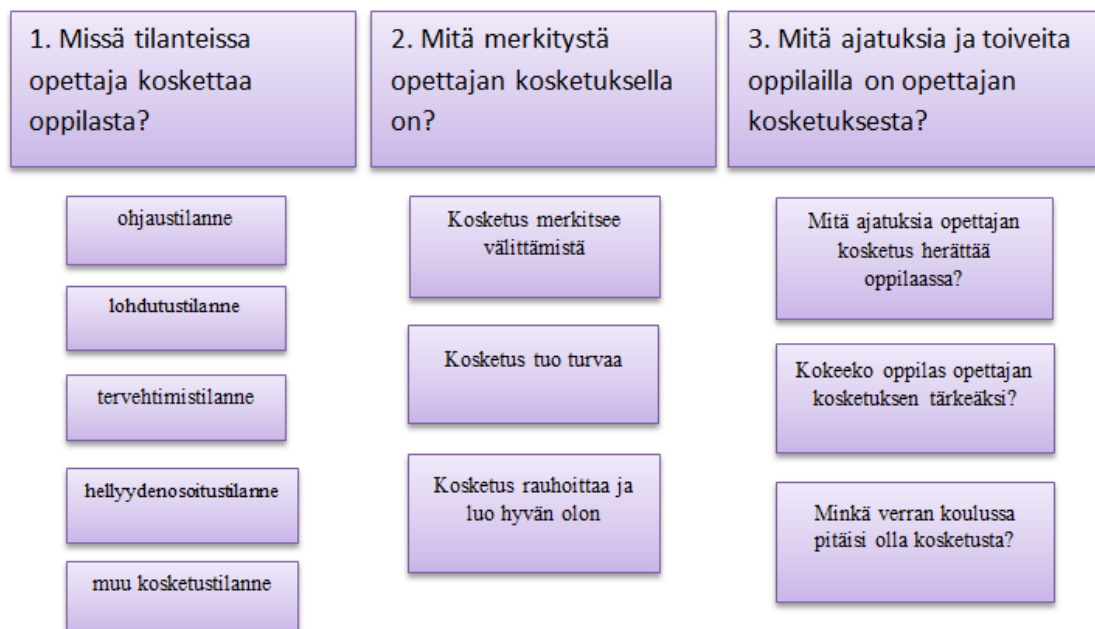 1. Missä tilanteissa
opettaja koskettaa
oppilasta?
ohjaustilanne
lohdutustilanne
tervehtimistilanne
hellyydenosoitustilanne
muu kosketustilanne
2. Mitä merkitystä
opettajan kosketuksella
on?
Kosketus merkitsee
välittämistä
Kosketus tuo turvaa
Kosketus rauhoittaa ja
luo hyvän olon
3. Mitä ajatuksia ja toiveita
oppilailla on opettajan
kosketuksesta?
Mitä ajatuksia opettajan
kosketus herättää
oppilaassa?
Kokeeko oppilas opettajan
kosketuksen tärkeäksi?
Minkä verran koulussa
pitäisi olla kosketusta?